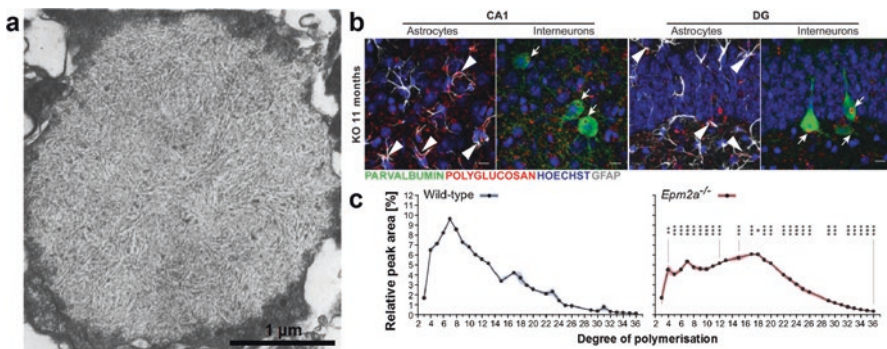 a
1 µm
b
CA1
DG
Astrocytes
Interneurons
Astrocytes
Interneurons
KO 11 months
PARVALBUMIN POLYGLUCOSAN HOECHST GFAP
c
Wild-type
Epm2a-/-
Relative peak area [%]
12
11
10
9
8
7
6
5
4
3
2
1
0
2 4 6 8 10 12 14 16 18 20 22 24 26 28 30 32 34 36
2 4 6 8 10 12 14 16 18 20 22 24 26 28 30 32 34 36
Degree of polymerisation